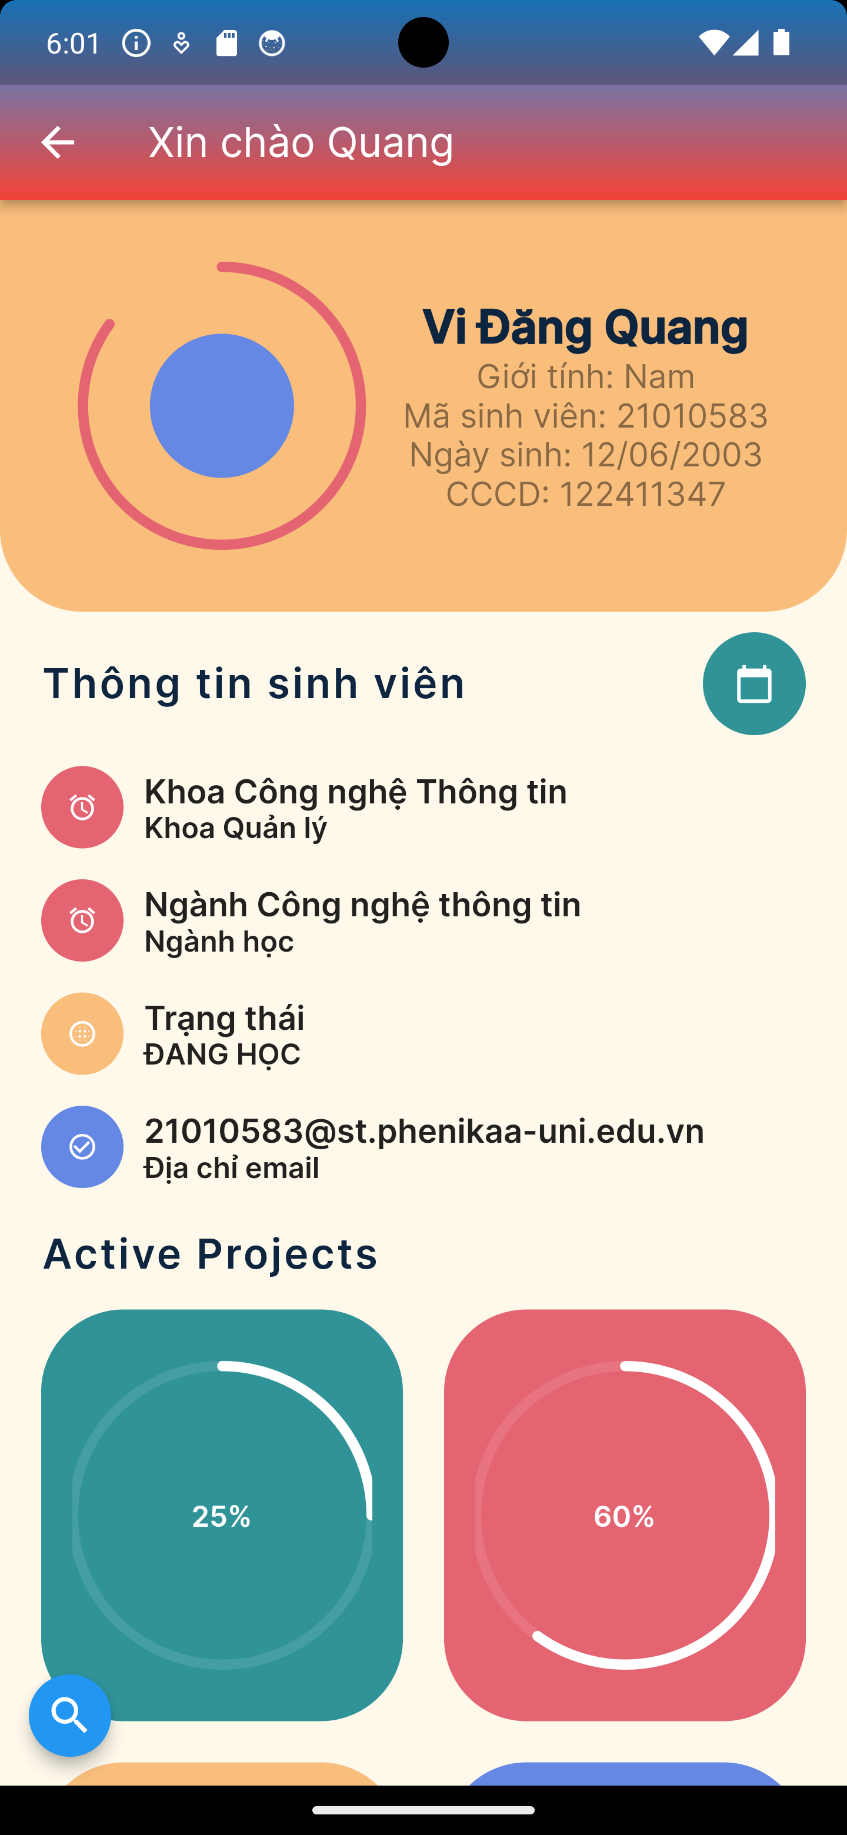 6:01
Xin chào Quang
Vi Đăng Quang
Giới tính: Nam
Mã sinh viên: 21010583
Ngày sinh: 12/06/2003
CCCD: 122411347
Thông tin sinh viên
Khoa Công nghệ Thông tin
Khoa Quản lý
Ngành Công nghệ thông tin
Ngành học
Trạng thái
ĐANG HỌC
21010583@st.phenikaa-uni.edu.vn
Địa chỉ email
Active Projects
25%
60%